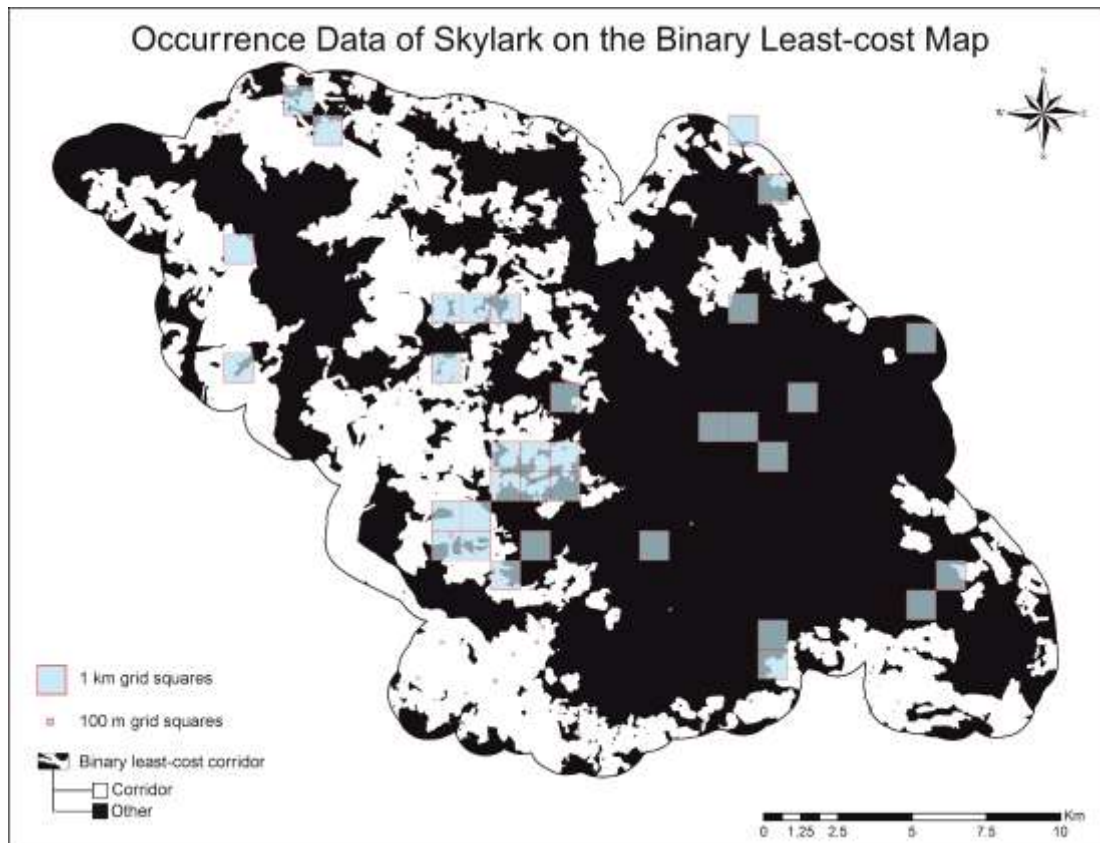 Occurrence Data of Skylark on the Binary Least-cost Map
N
W
E
S
1 km grid squares
100 m grid squares
Binary least-cost corridor
Corridor
Other
Km
0 1.25 2.5 5 7.5 10